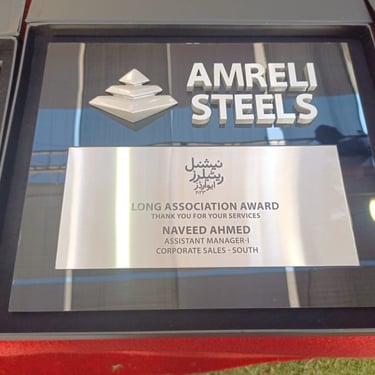 AMRELI
STEELS
نیشنل
ریٹیلرز
ایوارڈز
LONG ASSOCIATION AWARD
THANK YOU FOR YOUR SERVICES
NAVEED AHMED
ASSISTANT MANAGER-I
CORPORATE SALES - SOUTH